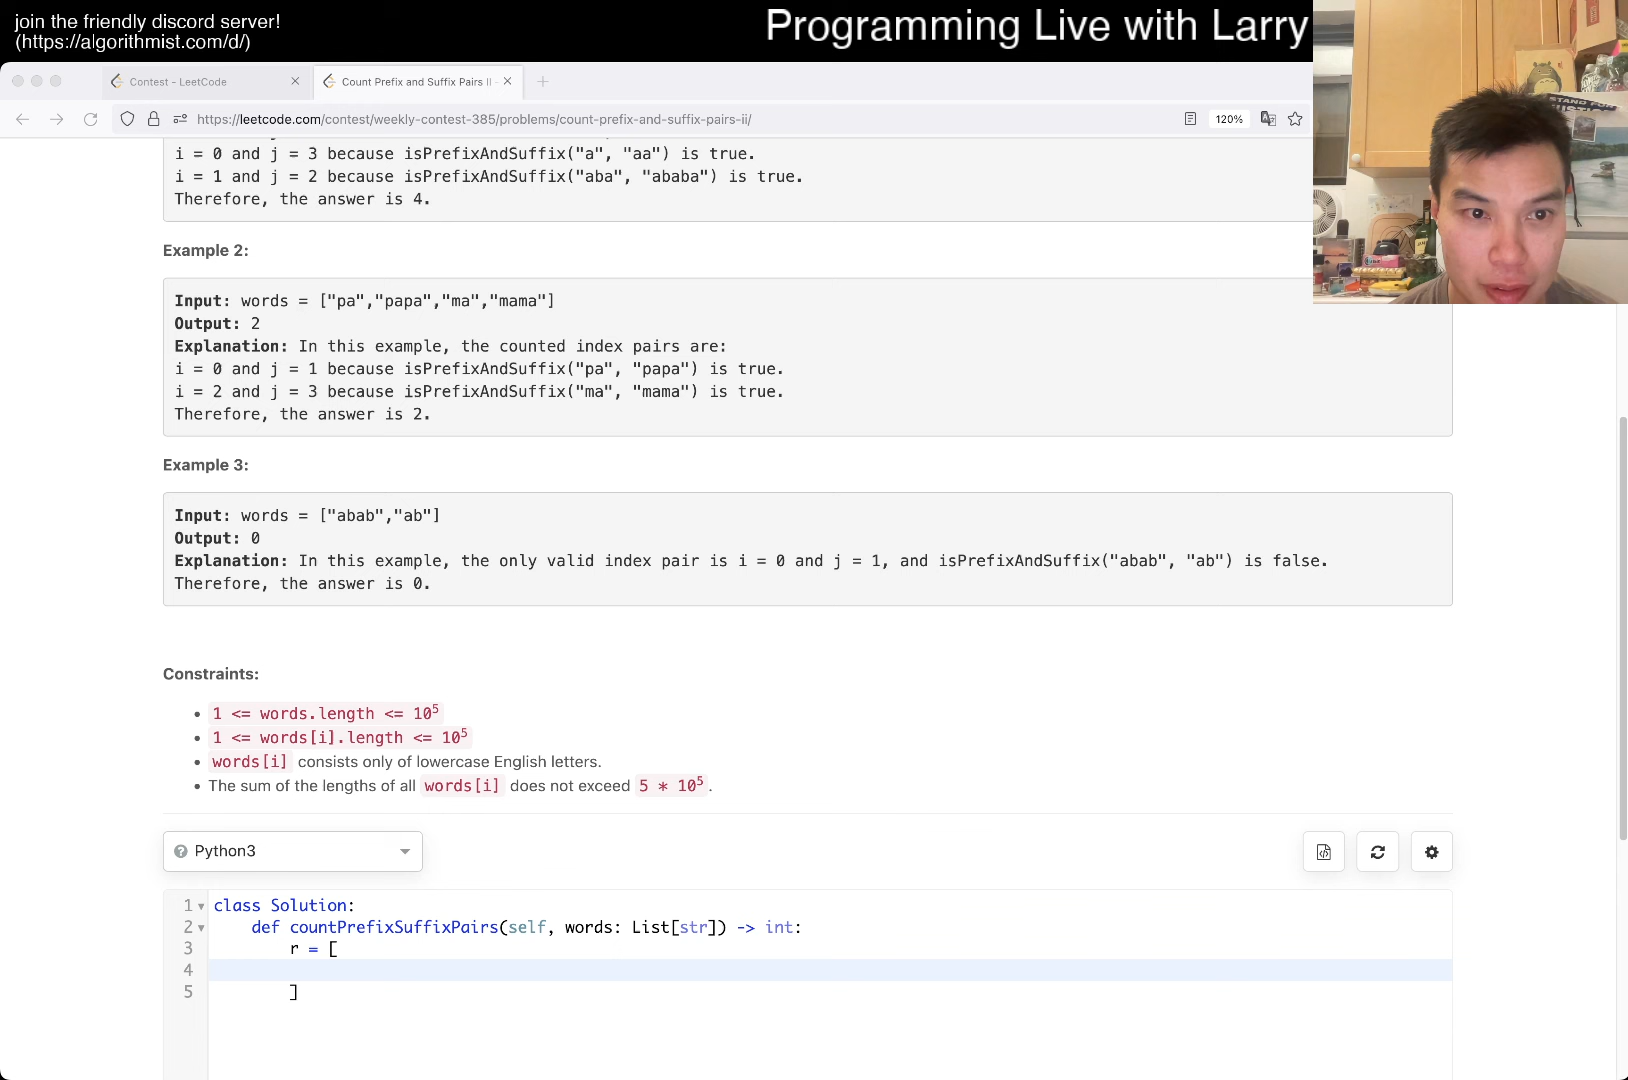 join the friendly discord server!
(https://algorithmist.com/d/)
Programming Live with Larry
Contest - LeetCode
Count Prefix and Suffix Pairs II -
https://leetcode.com/contest/weekly-contest-385/problems/count-prefix-and-suffix-pairs-ii/
120%
i = 0 and j = 3 because isPrefixAndSuffix("a", "aa") is true.
i = 1 and j = 2 because isPrefixAndSuffix("aba", "ababa") is true.
Therefore, the answer is 4.
Example 2:
Input: words = ["pa","papa","ma","mama"]
Output: 2
Explanation: In this example, the counted index pairs are:
i = 0 and j = 1 because isPrefixAndSuffix("pa", "papa") is true.
i = 2 and j = 3 because isPrefixAndSuffix("ma", "mama") is true.
Therefore, the answer is 2.
Example 3:
Input: words = ["abab","ab"]
Output: 0
Explanation: In this example, the only valid index pair is i = 0 and j = 1, and isPrefixAndSuffix("abab", "ab") is false.
Therefore, the answer is 0.
Constraints:
• 1 <= words.length <= 10⁵
• 1 <= words[i].length <= 10⁵
• words[i] consists only of lowercase English letters.
• The sum of the lengths of all words[i] does not exceed 5 * 10⁵.
Python3
1 class Solution:
2 def countPrefixSuffixPairs(self, words: List[str]) -> int:
3 r = [
4
5 ]